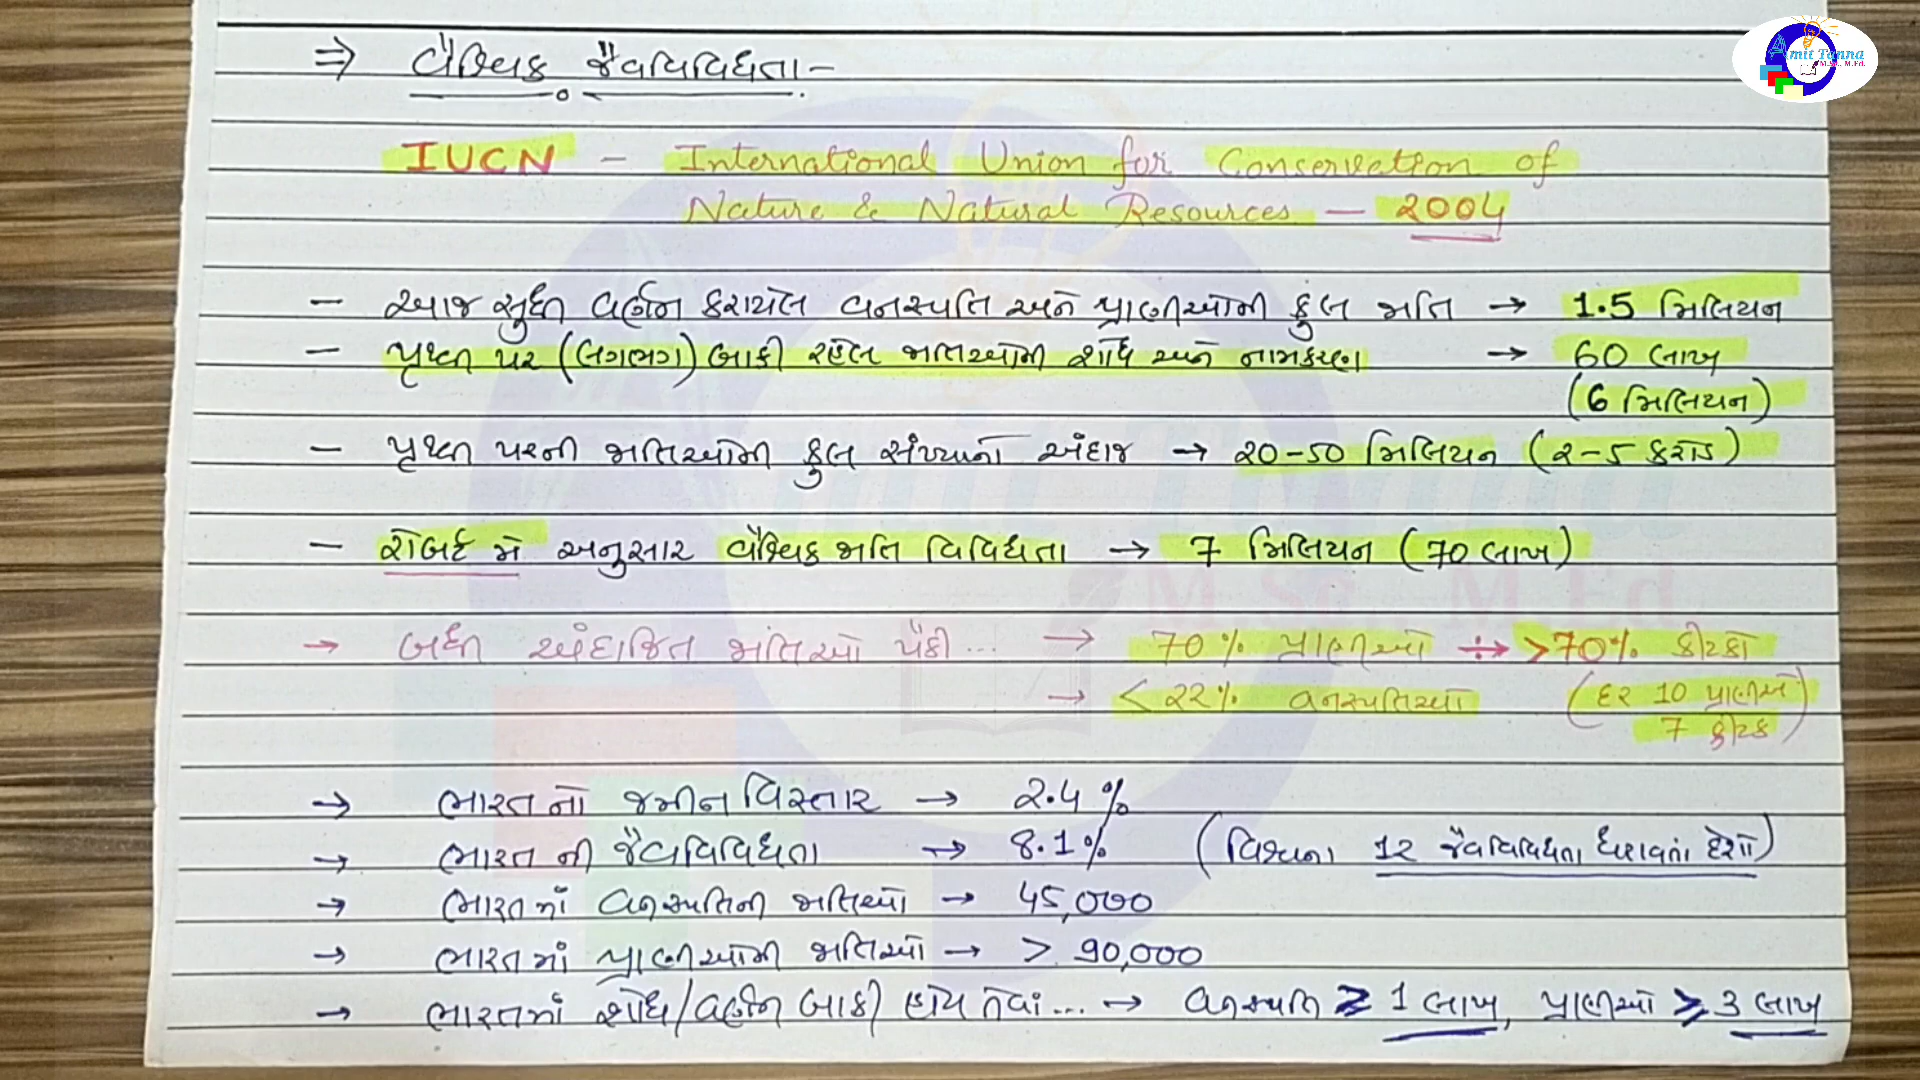 ⇒ વૈશ્વિક જૈવવિવિધતા -
IUCN - International Union for Conservation of
Nature & Natural Resources - 2004
- આજ સુધી વર્ણન કરાયેલ વનસ્પતિ અને પ્રાણીઓની કુલ જાતિ → 1.5 મિલિયન
- પૃથ્વી પર (લગભગ) બાકી રહેલ જાતિઓની શોધ અને નામકરણ → 60 લાખ
(6 મિલિયન)
- પૃથ્વી પરની જાતિઓની કુલ સંખ્યાનો અંદાજ → 20-50 મિલિયન (2-5 કરોડ)
- રોબર્ટ મે અનુસાર વૈશ્વિક જાતિ વિવિધતા → 7 મિલિયન (70 લાખ)
→ બધી અંદાજિત જાતિઓ પૈકી... → 70% પ્રાણીઓ → >70% કીટકો
→ <22% વનસ્પતિઓ (દર 10 પ્રાણીએ
7 કીટક)
→ ભારતનો જમીન વિસ્તાર → 2.4%
→ ભારતની જૈવવિવિધતા → 8.1% (વિશ્વના 12 જૈવવિવિધતા ધરાવતાં દેશો)
→ ભારતમાં વનસ્પતિની જાતિઓ → 45,000
→ ભારતમાં પ્રાણીઓની જાતિઓ → > 90,000
→ ભારતમાં શોધ/વર્ણન બાકી હોય તેવાં... → વનસ્પતિ ≥ 1 લાખ, પ્રાણીઓ ≥ 3 લાખ
Amit Tanna
M.Sc. M.Ed.